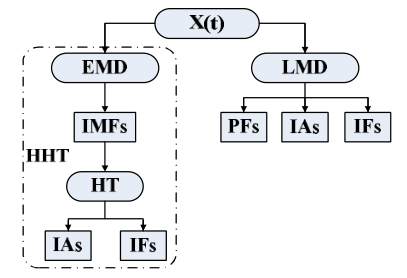 X(t)
EMD
LMD
IMFs
PFs
IAs
IFs
HHT
HT
IAs
IFs